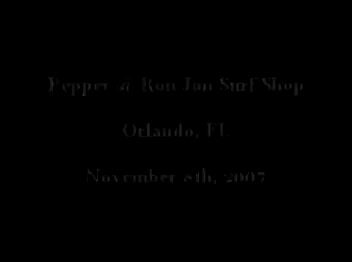 Pepper @ Ron Jon Surf Shop
Orlando, FL
November 8th, 2007